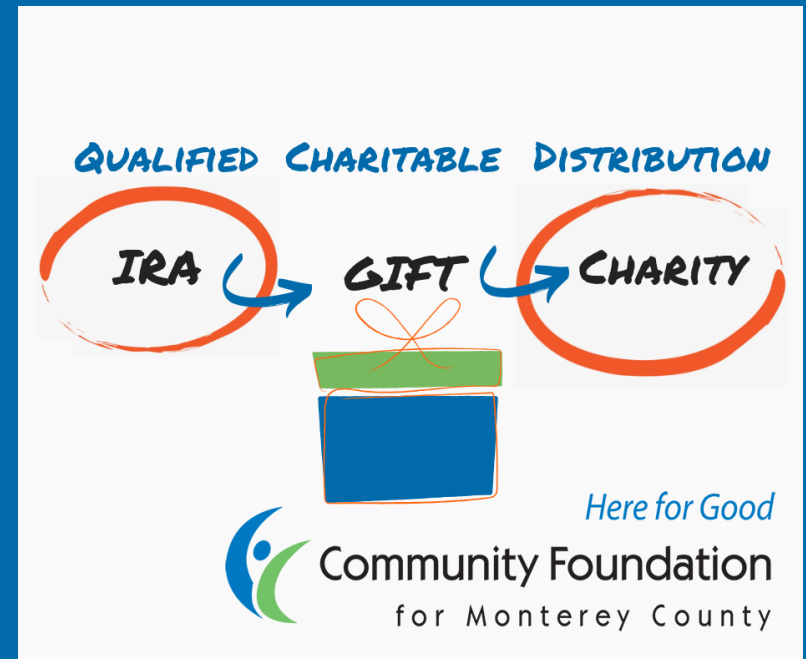 QUALIFIED CHARITABLE DISTRIBUTION
IRA GIFT CHARITY
Here for Good
Community Foundation
for Monterey County